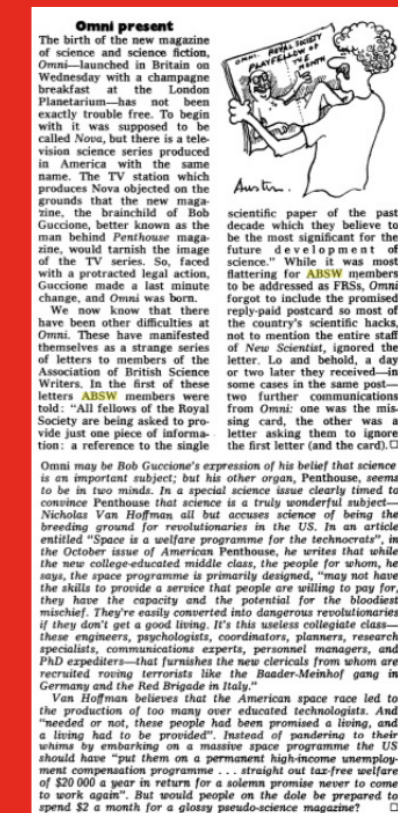 Omni present
The birth of the new magazine
of science and science fiction,
Omni—launched in Britain on
Wednesday with a champagne
breakfast at the London
Planetarium—has not been
exactly trouble free. To begin
with it was supposed to be
called Nova, but there is a tele-
vision science series produced
in America with the same
name. The TV station which
produces Nova objected on the
grounds that the new maga-
zine, the brainchild of Bob
Guccione, better known as the
man behind Penthouse maga-
zine, would tarnish the image
of the TV series. So, faced
with a protracted legal action,
Guccione made a last minute
change, and Omni was born.
We now know that there
have been other difficulties at
Omni. These have manifested
themselves as a strange series
of letters to members of the
Association of British Science
Writers. In the first of these
letters ABSW members were
told: “All fellows of the Royal
Society are being asked to pro-
vide just one piece of informa-
tion: a reference to the single
OMNI. ROYAL SOCIETY
PLAYFELLOW OF
THE
MONTH
Austin.
scientific paper of the past
decade which they believe to
be the most significant for the
future development of
science.” While it was most
flattering for ABSW members
to be addressed as FRSs, Omni
forgot to include the promised
reply-paid postcard so most of
the country's scientific hacks,
not to mention the entire staff
of New Scientist, ignored the
letter. Lo and behold, a day
or two later they received—in
some cases in the same post—
two further communications
from Omni: one was the mis-
sing card, the other was a
letter asking them to ignore
the first letter (and the card). □
Omni may be Bob Guccione's expression of his belief that science
is an important subject; but his other organ, Penthouse, seems
to be in two minds. In a special science issue clearly timed to
convince Penthouse that science is a truly wonderful subject—
Nicholas Van Hoffman all but accuses science of being the
breeding ground for revolutionaries in the US. In an article
entitled “Space is a welfare programme for the technocrats”, in
the October issue of American Penthouse, he writes that while
the new college-educated middle class, the people for whom, he
says, the space programme is primarily designed, “may not have
the skills to provide a service that people are willing to pay for,
they have the capacity and the potential for the bloodiest
mischief. They're easily converted into dangerous revolutionaries
if they don't get a good living. It's this useless collegiate class—
these engineers, psychologists, coordinators, planners, research
specialists, communications experts, personnel managers, and
PhD expediters—that furnishes the new clericals from whom are
recruited roving terrorists like the Baader-Meinhof gang in
Germany and the Red Brigade in Italy.”
Van Hoffman believes that the American space race led to
the production of too many over educated technologists. And
“needed or not, these people had been promised a living, and
a living had to be provided”. Instead of pandering to their
whims by embarking on a massive space programme the US
should have “put them on a permanent high-income unemploy-
ment compensation programme . . . straight out tax-free welfare
of $20 000 a year in return for a solemn promise never to come
to work again”. But would people on the dole be prepared to
spend $2 a month for a glossy pseudo-science magazine? □